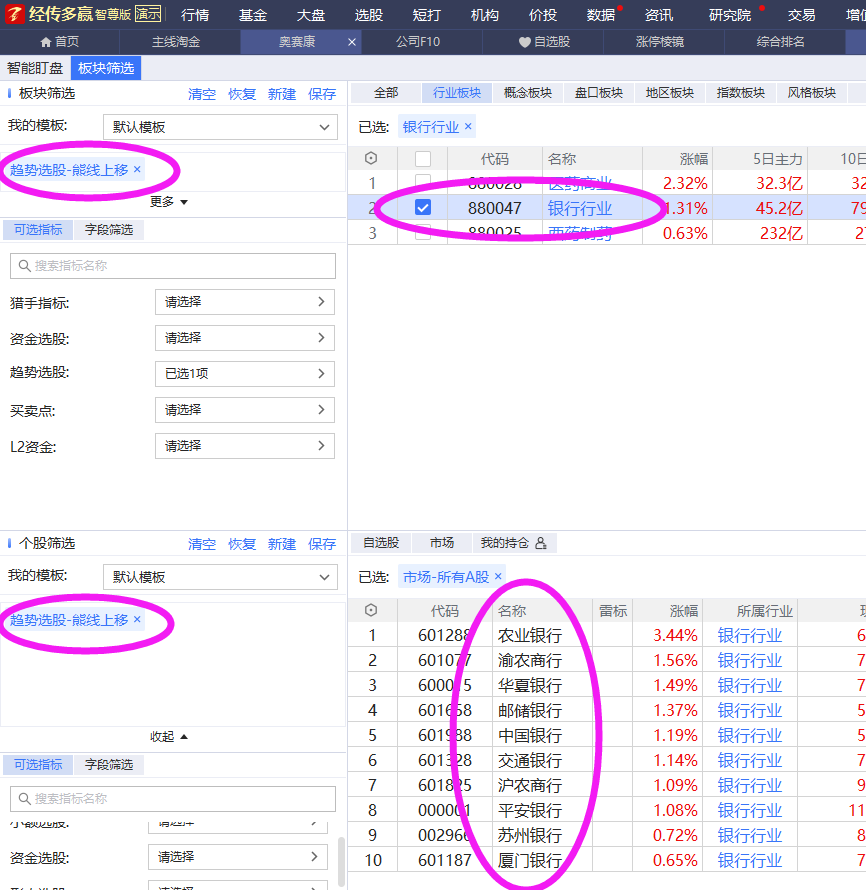 经传多赢 智尊版 演示 行情 基金 大盘 选股 短打 机构 价投 数据 资讯 研究院 交易 增值
首页 主线淘金 奥赛康 × 公司F10 自选股 涨停棱镜 综合排名
智能盯盘 板块筛选
板块筛选 清空 恢复 新建 保存
我的模板: 默认模板
趋势选股-熊线上移 ×
更多
可选指标 字段筛选
搜索指标名称
猎手指标: 请选择
资金选股: 请选择
趋势选股: 已选1项
买卖点: 请选择
L2资金: 请选择
全部 行业板块 概念板块 盘口板块 地区板块 指数板块 风格板块
已选: 银行行业 ×
代码 名称 涨幅 5日主力 10日
1 880028 医药商业 2.32% 32.3亿 32
2 880047 银行行业 1.31% 45.2亿 79
3 880025 西药制药 0.63% 232亿 27
个股筛选 清空 恢复 新建 保存
我的模板: 默认模板
趋势选股-熊线上移 ×
收起
可选指标 字段筛选
搜索指标名称
小额选股: 请选择
资金选股: 请选择
请选择
自选股 市场 我的持仓
已选: 市场-所有A股 ×
代码 名称 雷标 涨幅 所属行业 现
1 601288 农业银行 3.44% 银行行业 6
2 601077 渝农商行 1.56% 银行行业 7
3 600015 华夏银行 1.49% 银行行业 7
4 601658 邮储银行 1.37% 银行行业 5
5 601988 中国银行 1.19% 银行行业 5
6 601328 交通银行 1.14% 银行行业 7
7 601825 沪农商行 1.09% 银行行业 9
8 000001 平安银行 1.08% 银行行业 11
9 002966 苏州银行 0.72% 银行行业 8
10 601187 厦门银行 0.65% 银行行业 7